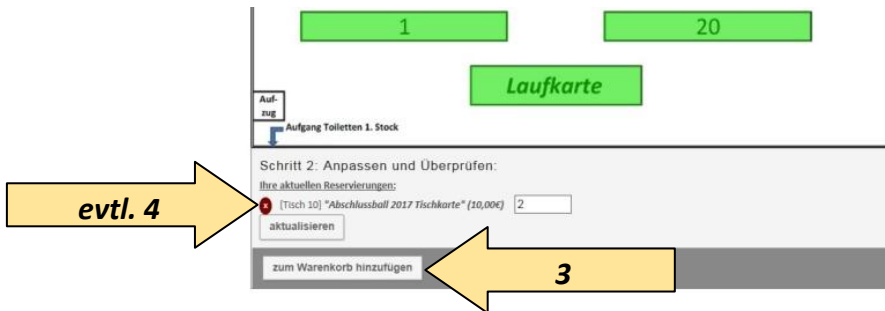 1
20
Laufkarte
Auf-
zug
Aufgang Toiletten 1. Stock
Schritt 2: Anpassen und Überprüfen:
Ihre aktuellen Reservierungen:
x [Tisch 10] "Abschlussball 2017 Tischkarte" (10,00€) 2
evtl. 4
aktualisieren
zum Warenkorb hinzufügen
3